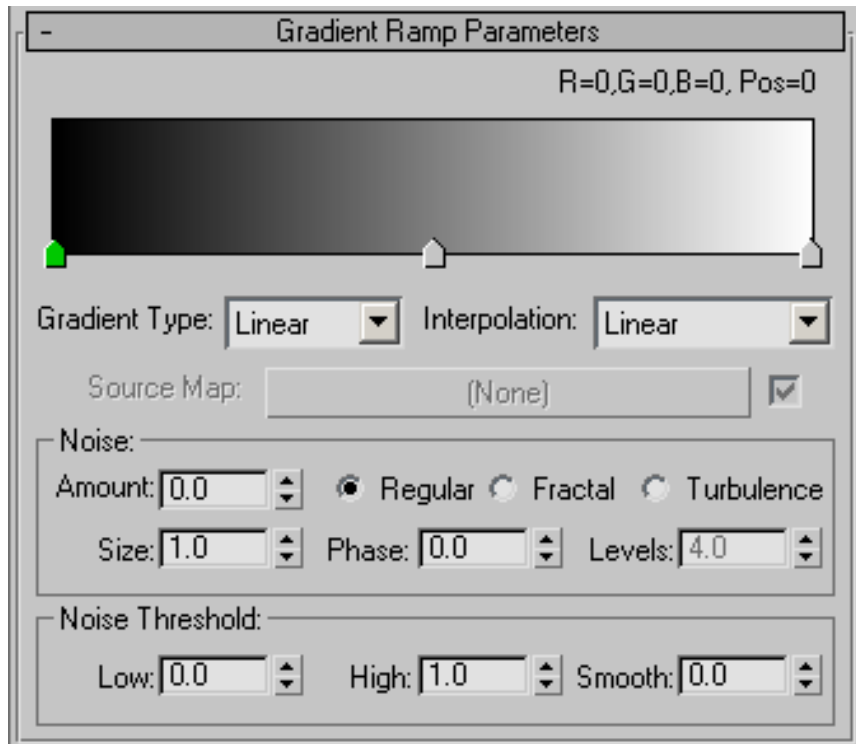 - Gradient Ramp Parameters
R=0,G=0,B=0, Pos=0
Gradient Type: Linear Interpolation: Linear
Source Map: (None)
Noise:
Amount: 0.0 Regular Fractal Turbulence
Size: 1.0 Phase: 0.0 Levels: 4.0
Noise Threshold:
Low: 0.0 High: 1.0 Smooth: 0.0